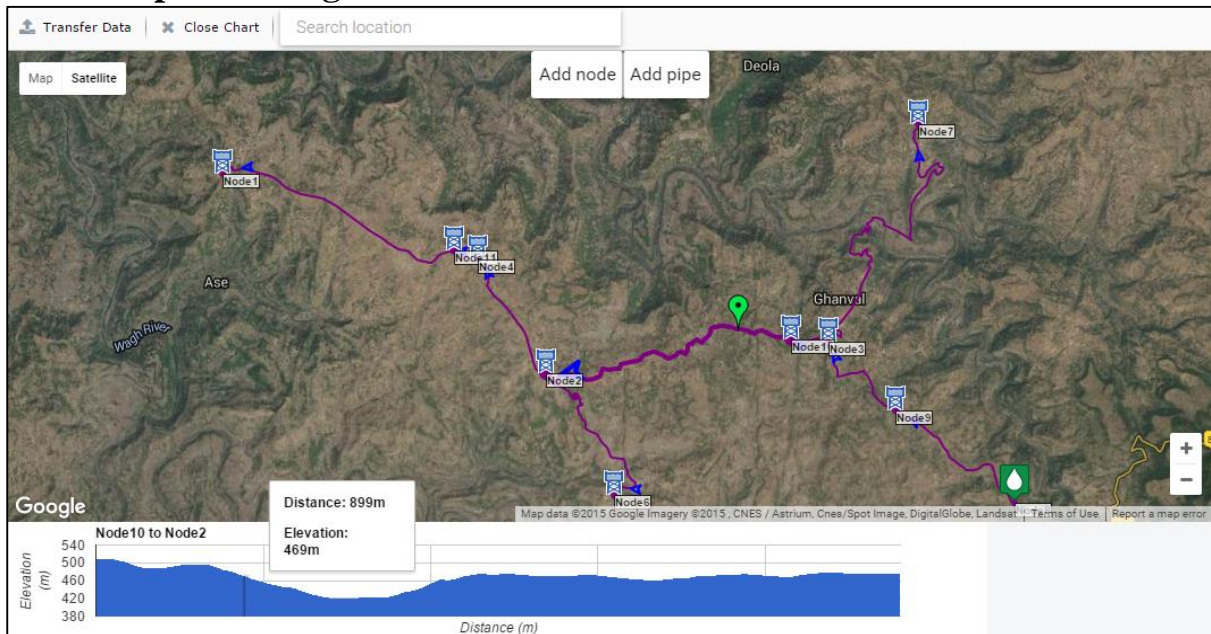 Transfer Data
Close Chart
Search location
Map
Satellite
Add node
Add pipe
Deola
Node7
Node1
Node11
Node4
Ase
Wagh River
Ghanval
Node1
Node3
Node2
Node9
Node6
Google
Map data ©2015 Google Imagery ©2015 , CNES / Astrium, Cnes/Spot Image, DigitalGlobe, Landsat
Terms of Use
Report a map error
Distance: 899m
Elevation:
469m
Node10 to Node2
Elevation
(m)
540
500
460
420
380
Distance (m)